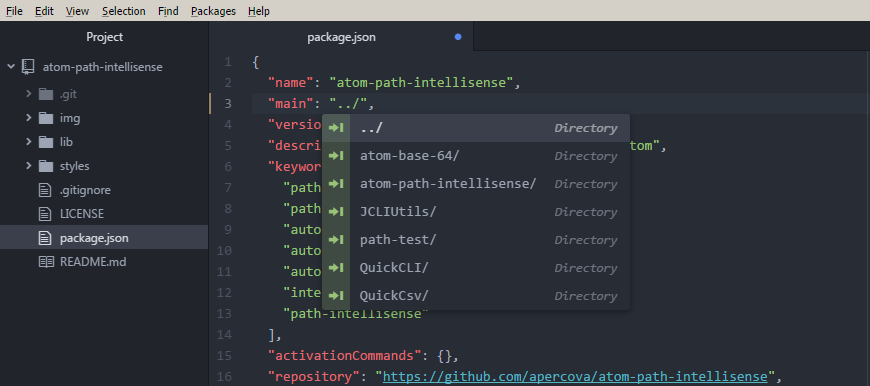 File Edit View Selection Find Packages Help
Project
package.json
atom-path-intellisense
.git
img
lib
styles
.gitignore
LICENSE
package.json
README.md
1 {
2 "name": "atom-path-intellisense",
3 "main": "../",
4 "versio
5 "descri tom",
6 "keywor
7 "path
8 "path
9 "auto
10 "auto
11 "auto
12 "inte
13 "path-intellisense"
14 ],
15 "activationCommands": {},
16 "repository": "https://github.com/apercova/atom-path-intellisense",
../ Directory
atom-base-64/ Directory
atom-path-intellisense/ Directory
JCLIUtils/ Directory
path-test/ Directory
QuickCLI/ Directory
QuickCsv/ Directory